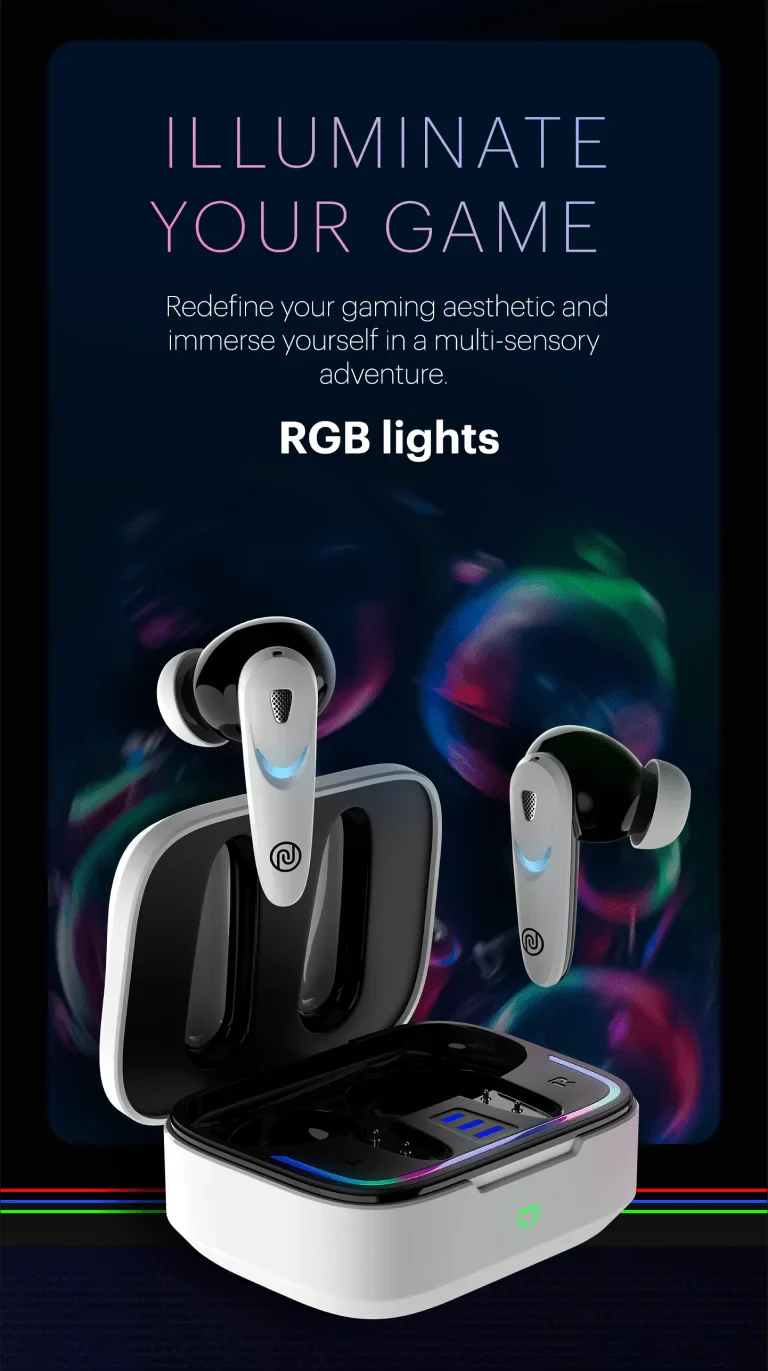 ILLUMINATE
YOUR GAME
Redefine your gaming aesthetic and
immerse yourself in a multi-sensory
adventure.
RGB lights
R
L